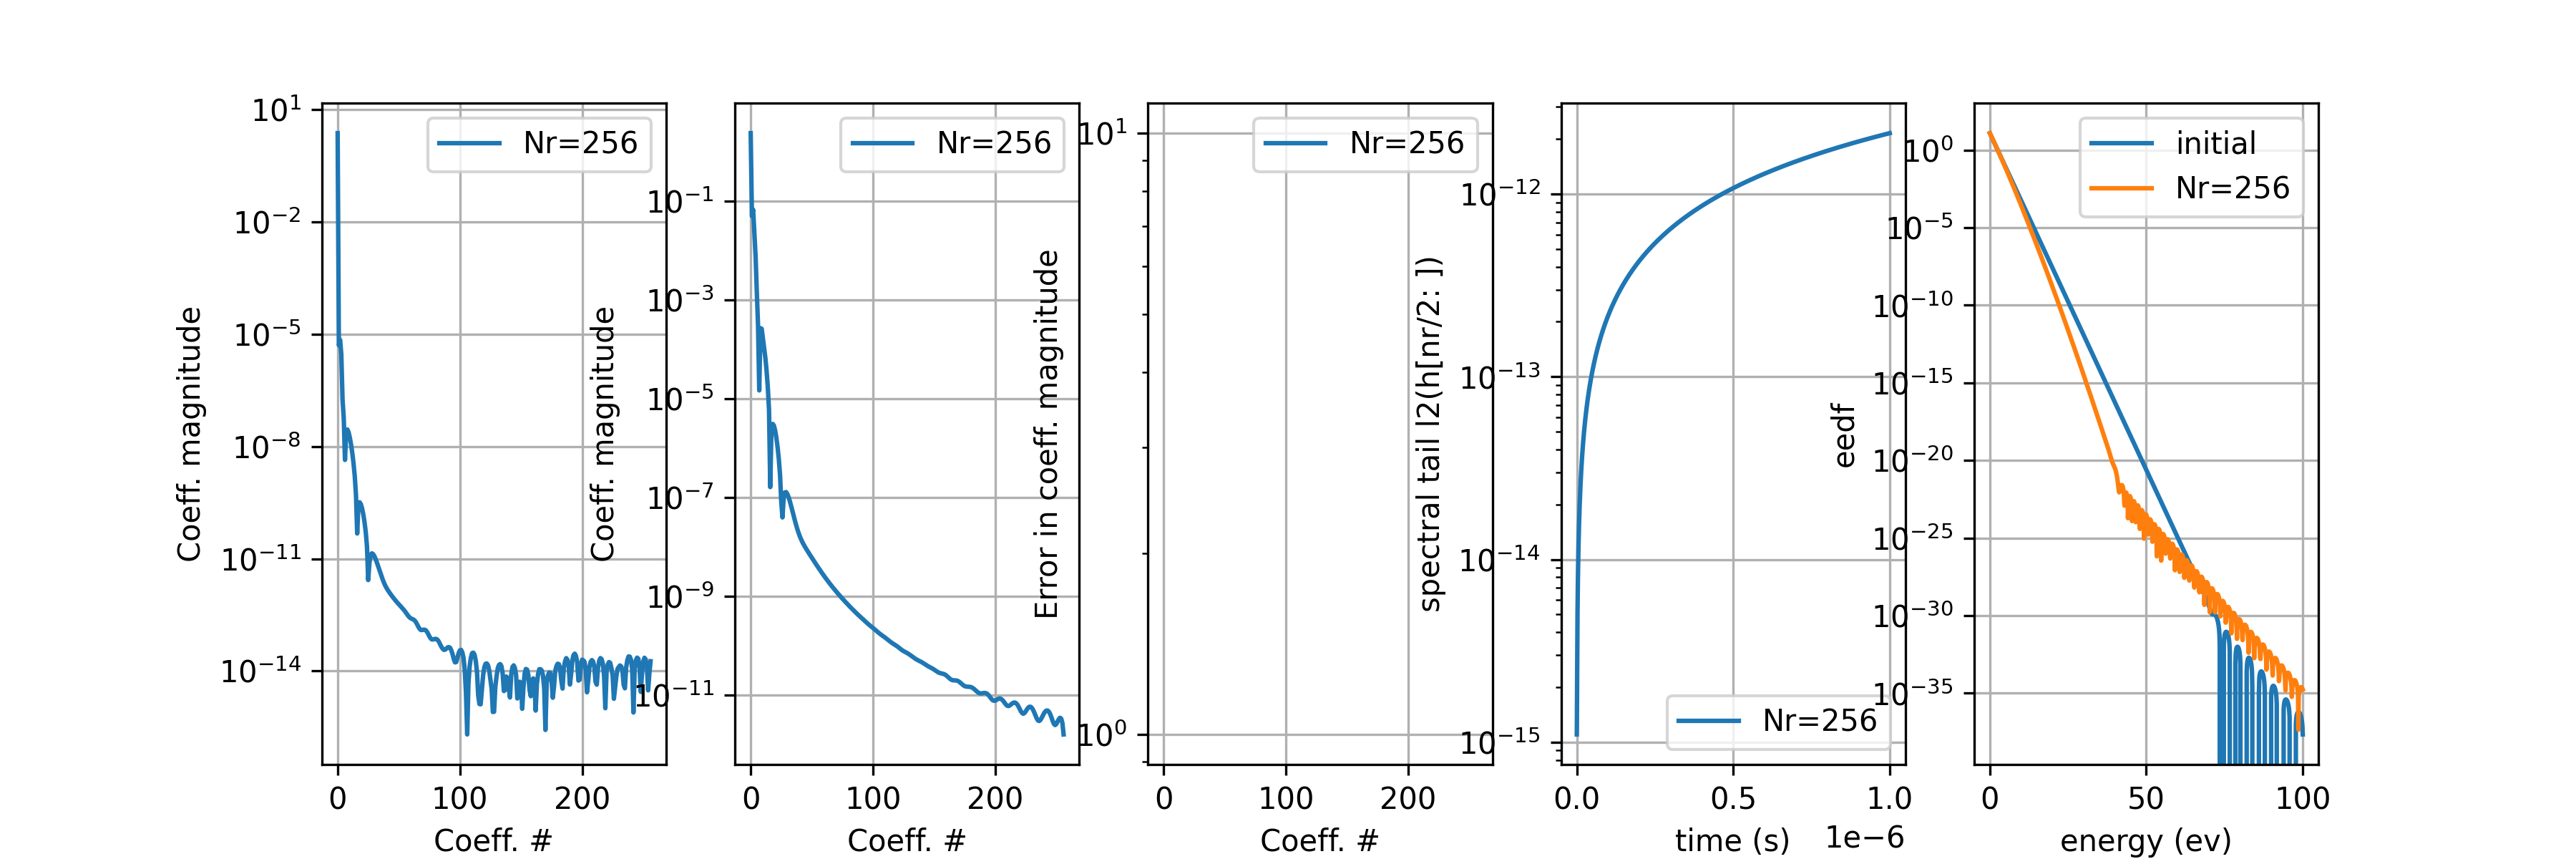 10^1
10^-2
10^-5
10^-8
10^-11
10^-14
Coeff. magnitude
Nr=256
0 100 200
Coeff. #
10^-1
10^-3
10^-5
10^-7
10^-9
10^-11
Coeff. magnitude
Nr=256
0 100 200
Coeff. #
10^1
10^0
Error in coeff. magnitude
Nr=256
0 100 200
Coeff. #
10^-12
10^-13
10^-14
10^-15
spectral tail l2(h[nr/2: ])
Nr=256
0.0 0.5 1.0
1e−6
time (s)
10^0
10^-5
10^-10
10^-15
10^-20
10^-25
10^-30
10^-35
eedf
initial
Nr=256
0 50 100
energy (ev)